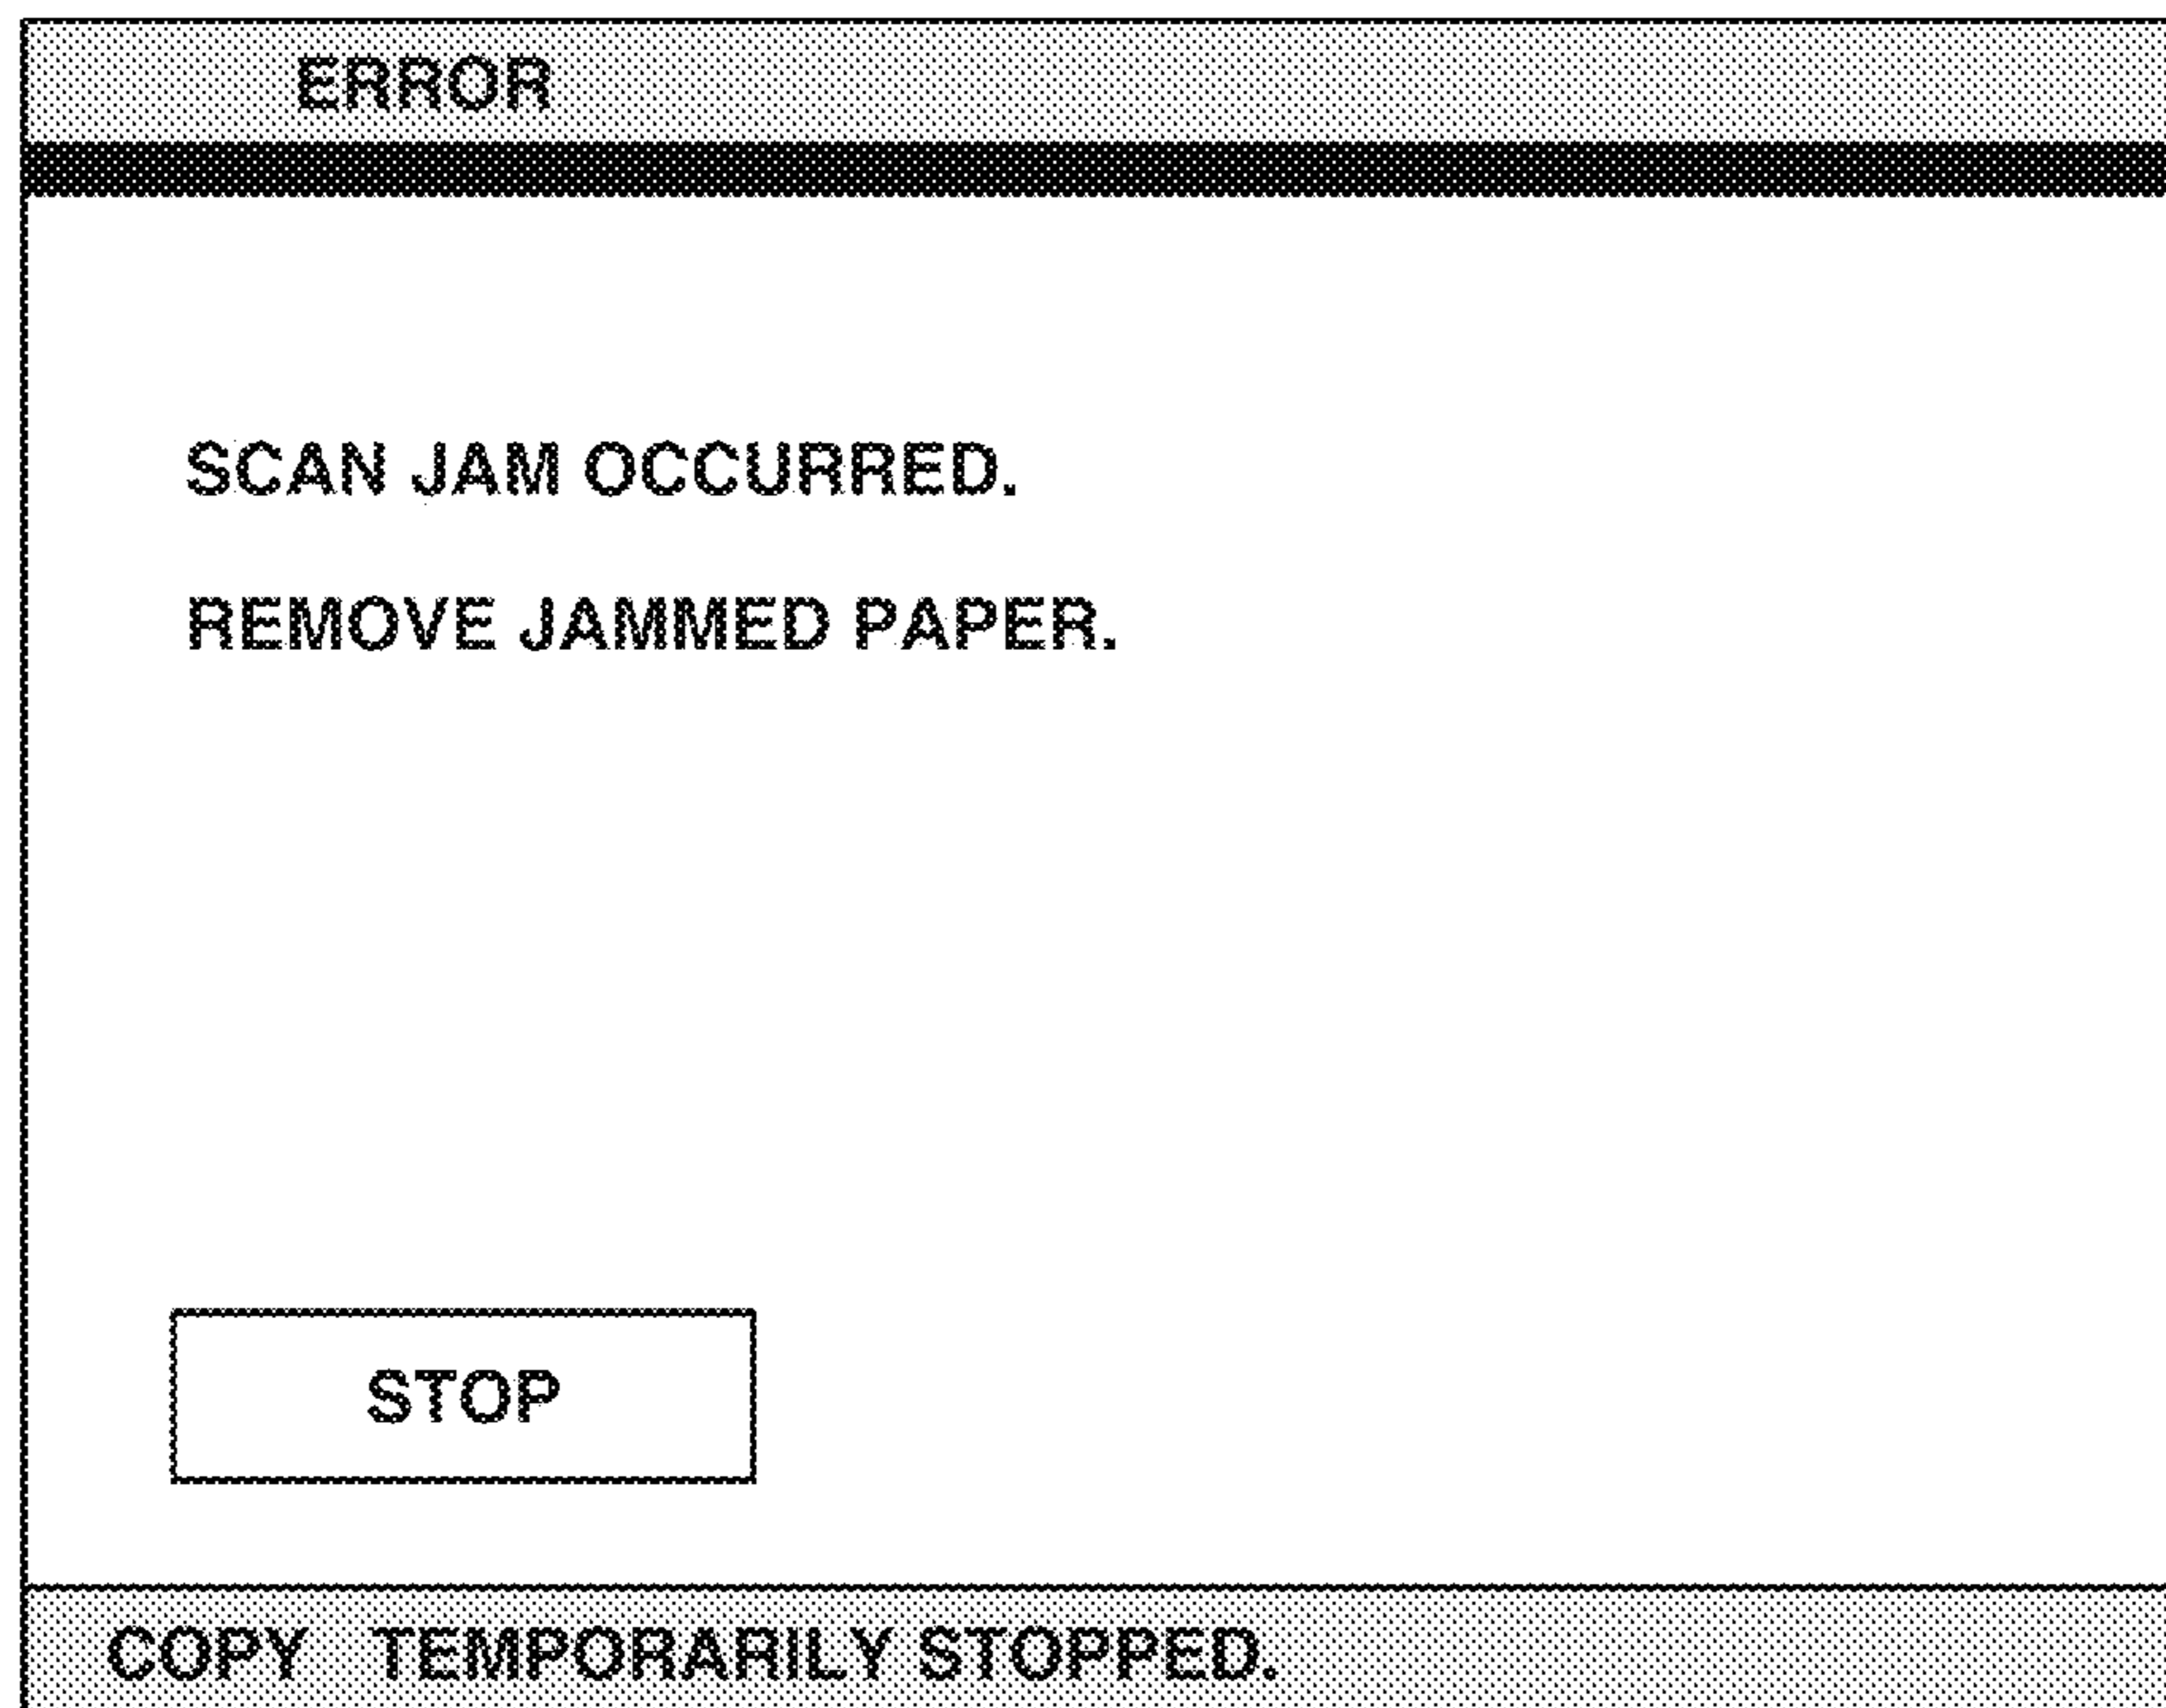 ERROR
SCAN JAM OCCURRED.
REMOVE JAMMED PAPER.
STOP
COPY TEMPORARILY STOPPED.